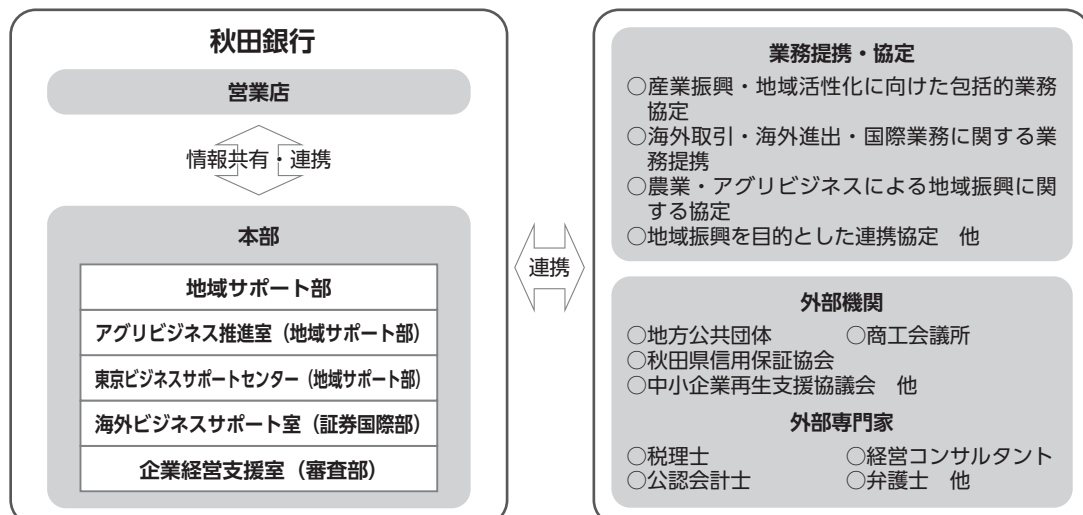 秋田銀行
営業店
情報共有・連携
本部
地域サポート部
アグリビジネス推進室（地域サポート部）
東京ビジネスサポートセンター（地域サポート部）
海外ビジネスサポート室（証券国際部）
企業経営支援室（審査部）
連携
業務提携・協定
○産業振興・地域活性化に向けた包括的業務
協定
○海外取引・海外進出・国際業務に関する業
務提携
○農業・アグリビジネスによる地域振興に関
する協定
○地域振興を目的とした連携協定　他
外部機関
○地方公共団体　○商工会議所
○秋田県信用保証協会
○中小企業再生支援協議会　他
外部専門家
○税理士　○経営コンサルタント
○公認会計士　○弁護士　他